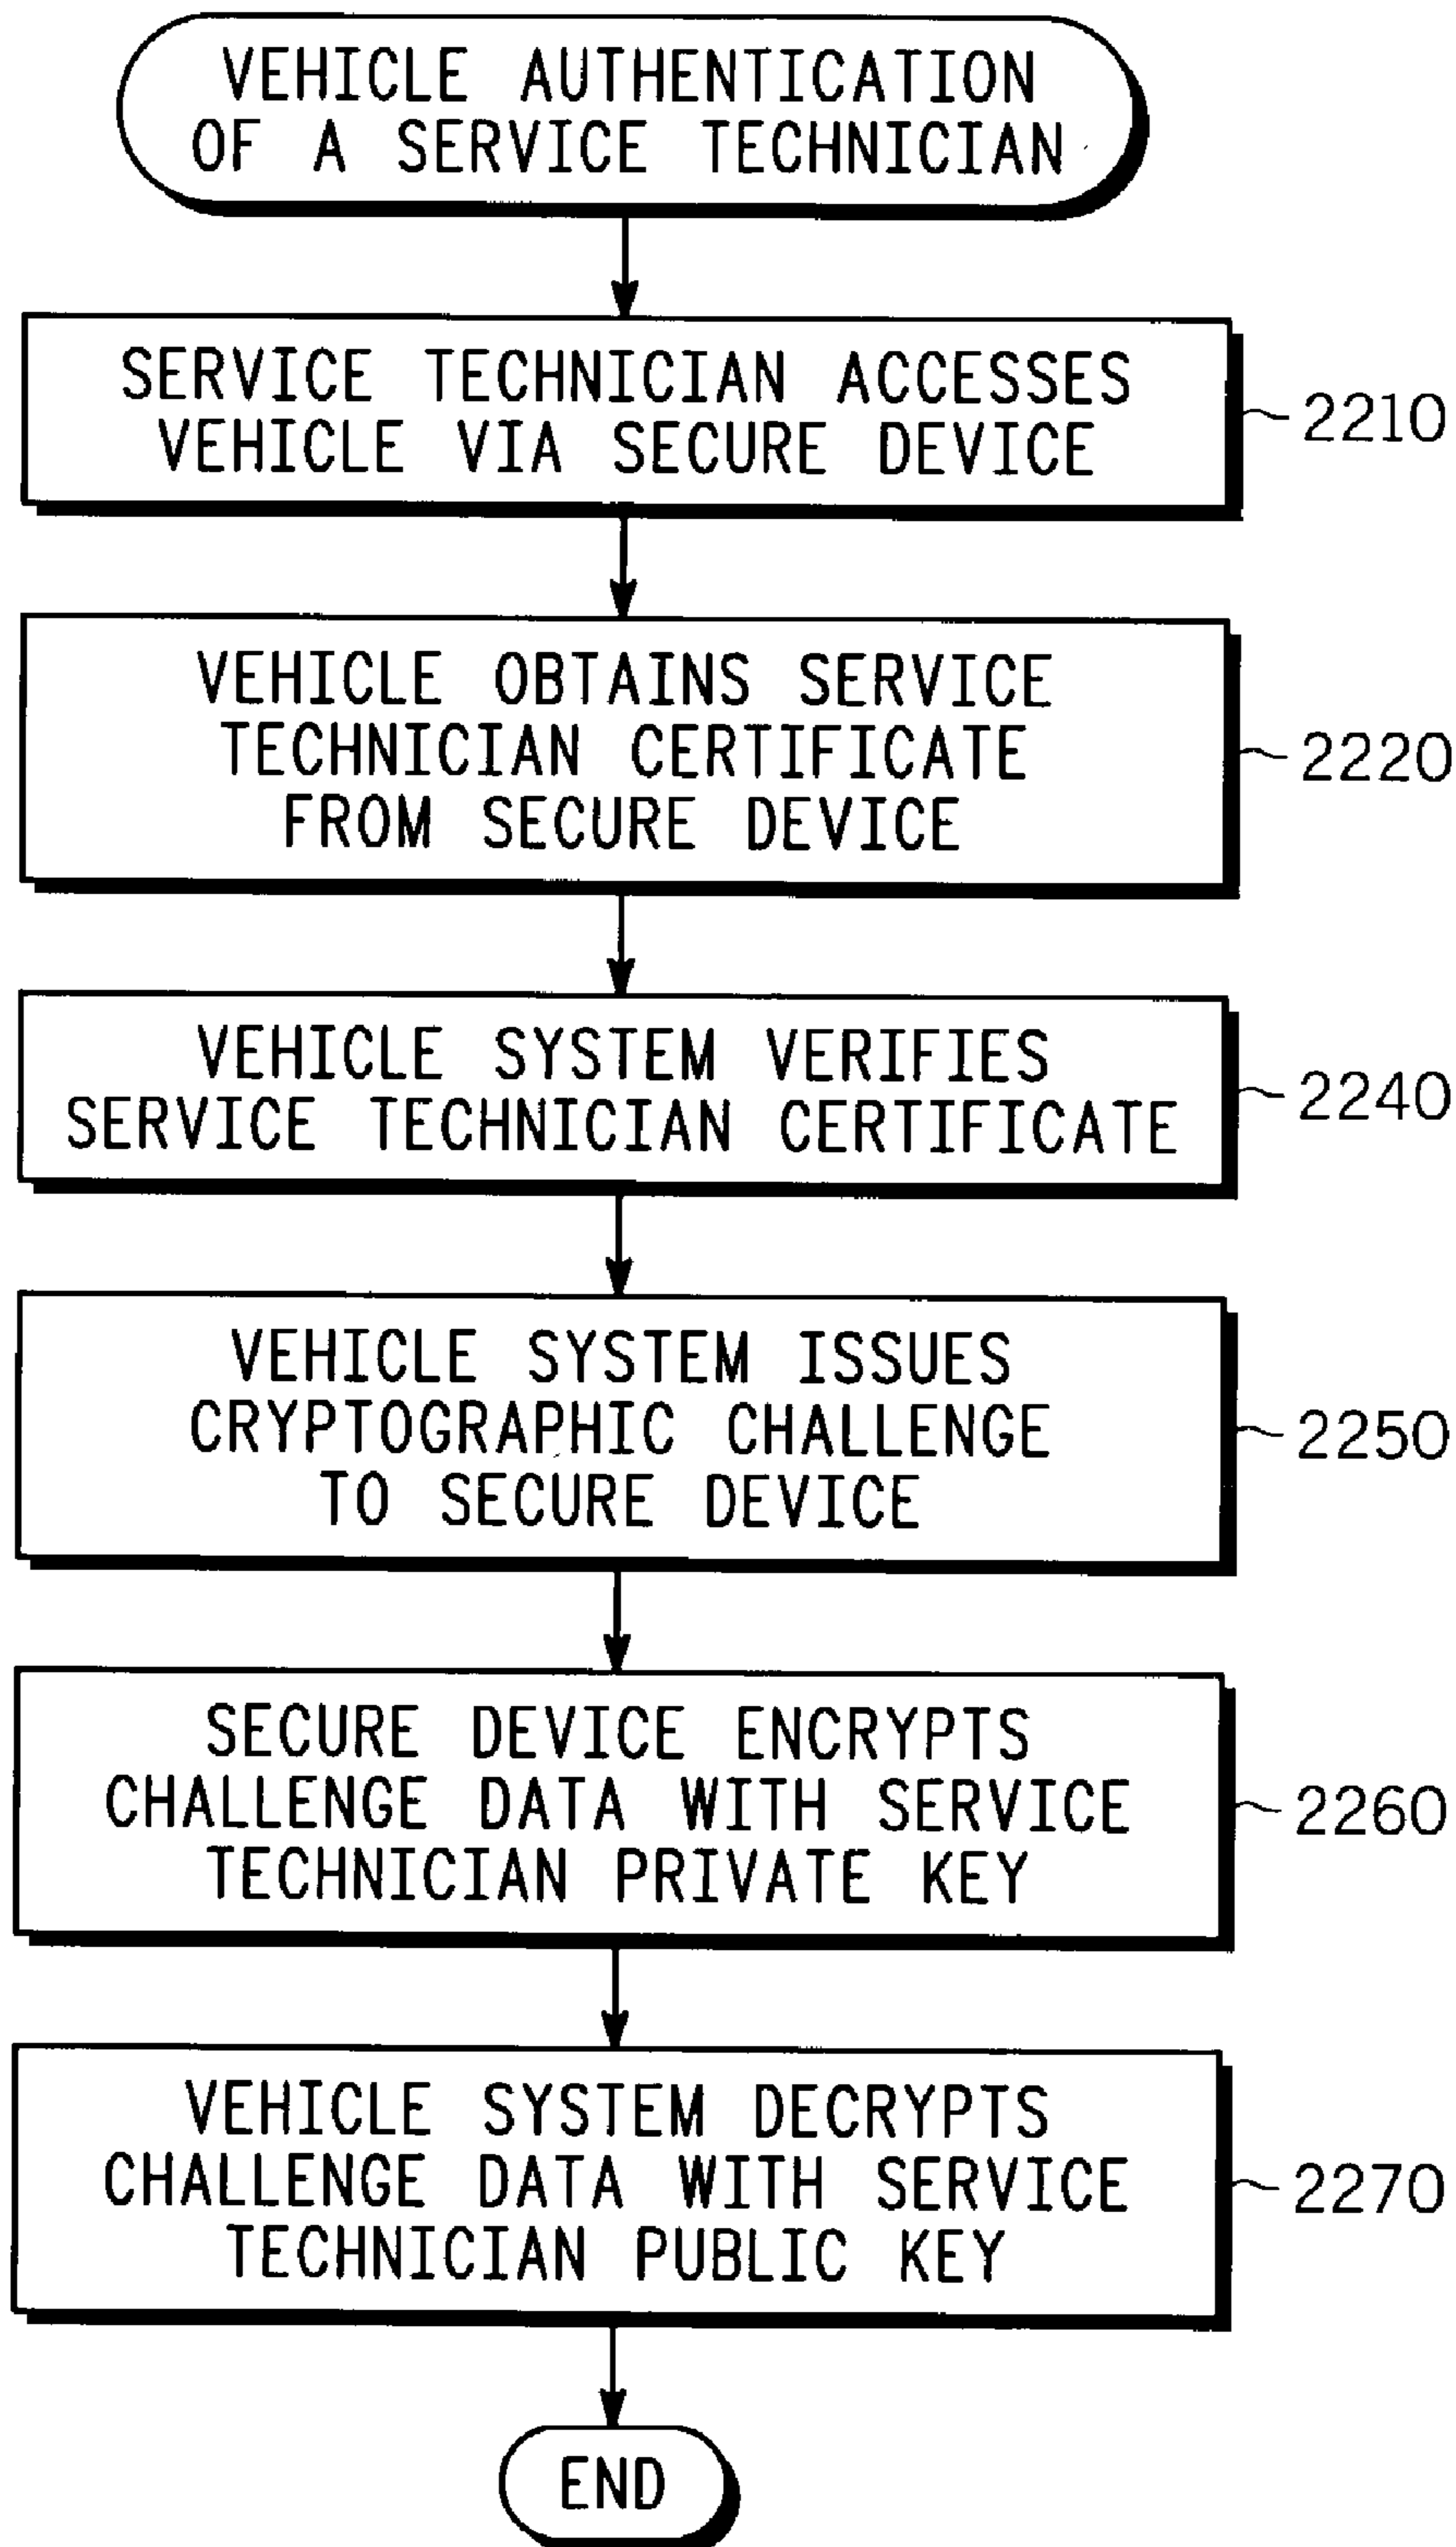 VEHICLE AUTHENTICATION
OF A SERVICE TECHNICIAN
SERVICE TECHNICIAN ACCESSES
VEHICLE VIA SECURE DEVICE
2210
VEHICLE OBTAINS SERVICE
TECHNICIAN CERTIFICATE
FROM SECURE DEVICE
2220
VEHICLE SYSTEM VERIFIES
SERVICE TECHNICIAN CERTIFICATE
2240
VEHICLE SYSTEM ISSUES
CRYPTOGRAPHIC CHALLENGE
TO SECURE DEVICE
2250
SECURE DEVICE ENCRYPTS
CHALLENGE DATA WITH SERVICE
TECHNICIAN PRIVATE KEY
2260
VEHICLE SYSTEM DECRYPTS
CHALLENGE DATA WITH SERVICE
TECHNICIAN PUBLIC KEY
2270
END